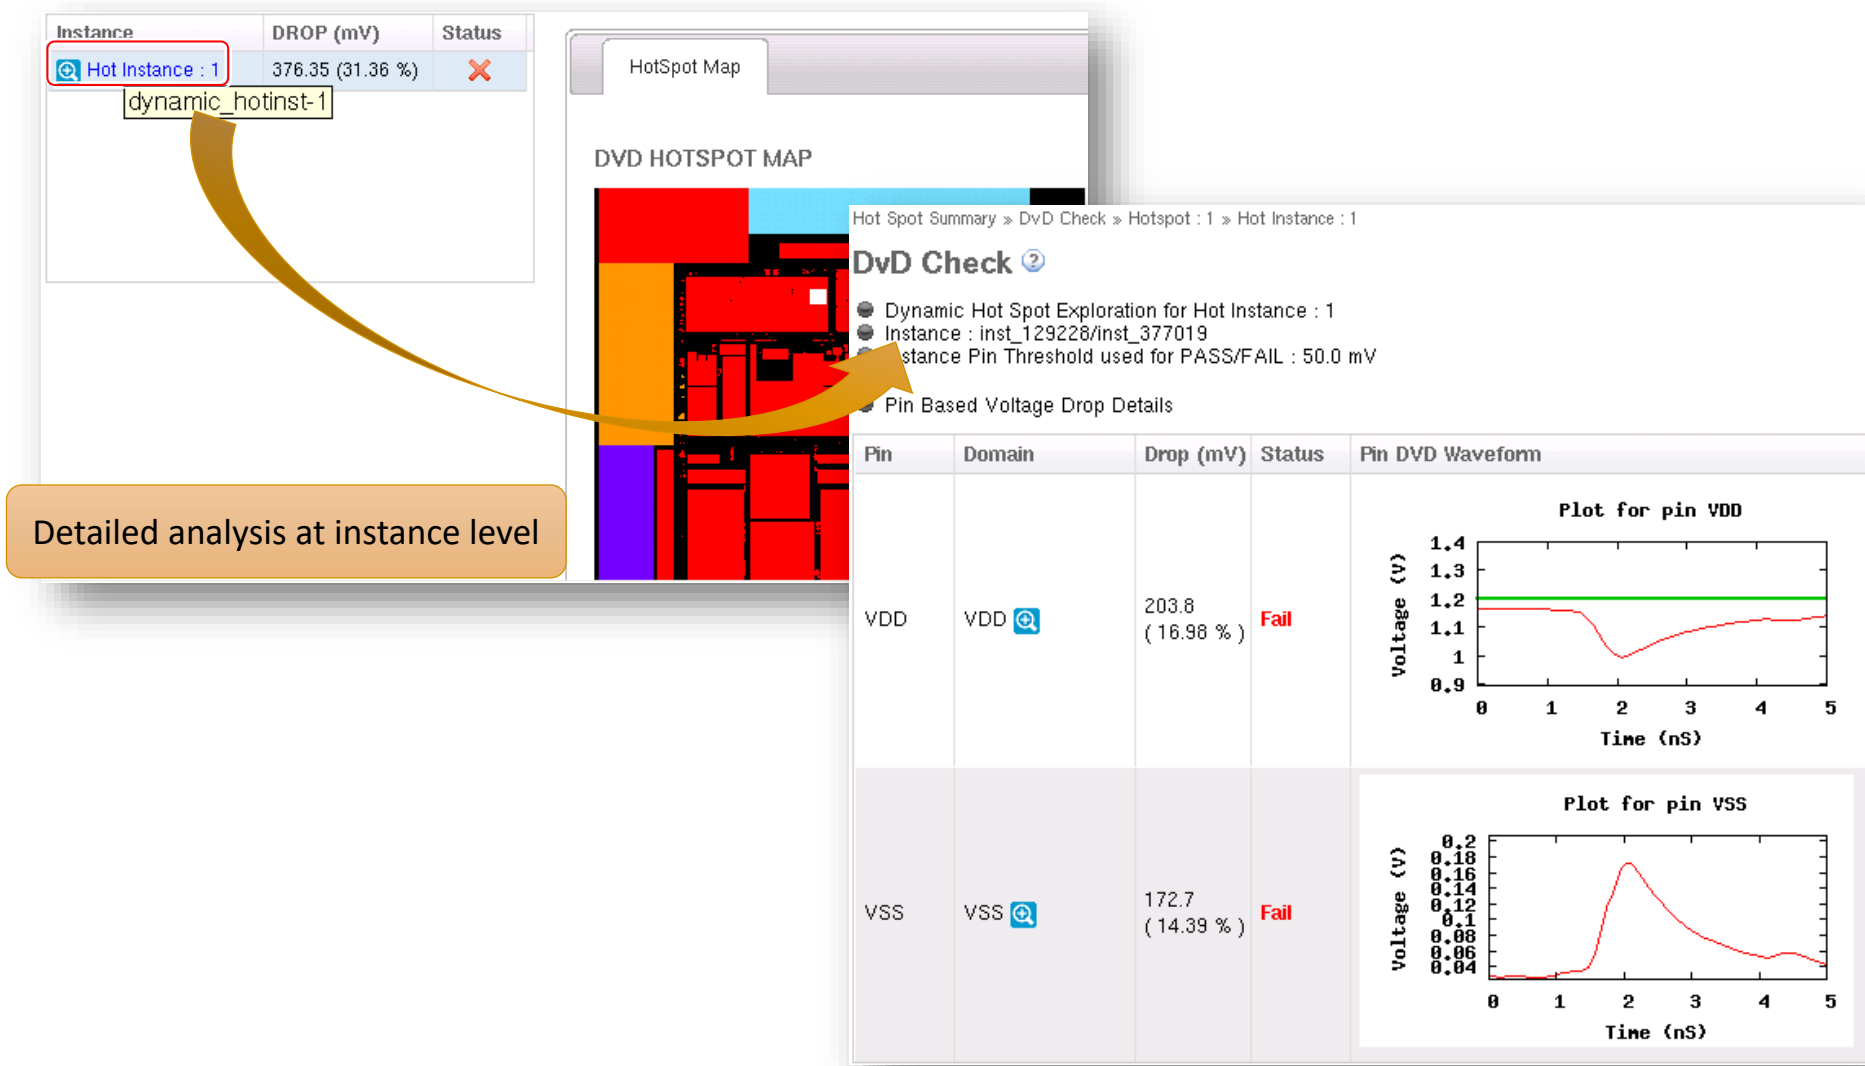 Instance DROP (mV) Status
Hot Instance : 1 376.35 (31.36 %)
dynamic_hotinst-1
HotSpot Map
DVD HOTSPOT MAP
Detailed analysis at instance level
Hot Spot Summary » DvD Check » Hotspot : 1 » Hot Instance : 1
DvD Check
Dynamic Hot Spot Exploration for Hot Instance : 1
Instance : inst_129228/inst_377019
stance Pin Threshold used for PASS/FAIL : 50.0 mV
Pin Based Voltage Drop Details
Pin Domain Drop (mV) Status Pin DVD Waveform
VDD VDD 203.8 ( 16.98 % ) Fail
Plot for pin VDD
Voltage (V)
1.4
1.3
1.2
1.1
1
0.9
0 1 2 3 4 5
Time (nS)
VSS VSS 172.7 ( 14.39 % ) Fail
Plot for pin VSS
Voltage (V)
0.2
0.18
0.16
0.14
0.12
0.1
0.08
0.06
0.04
0 1 2 3 4 5
Time (nS)